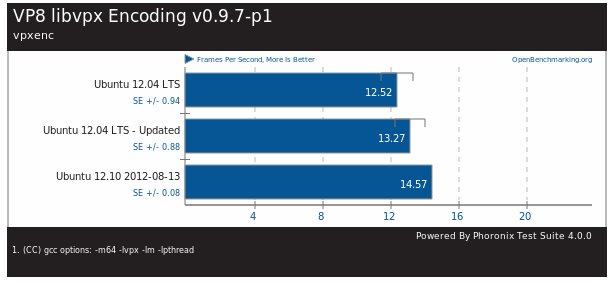 VP8 libvpx Encoding v0.9.7-p1
vpxenc
Frames Per Second, More Is Better
OpenBenchmarking.org
Ubuntu 12.04 LTS
SE +/- 0.94
12.52
Ubuntu 12.04 LTS - Updated
SE +/- 0.88
13.27
Ubuntu 12.10 2012-08-13
SE +/- 0.08
14.57
4 8 12 16 20
Powered By Phoronix Test Suite 4.0.0
1. (CC) gcc options: -m64 -lvpx -lm -lpthread